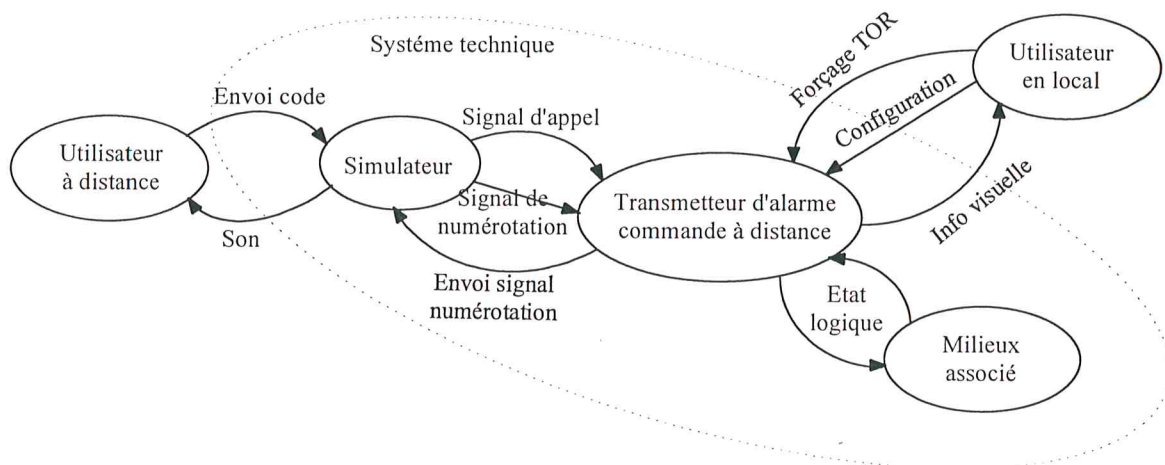 Systéme technique
Forçage TOR
Utilisateur
en local
Configuration
Envoi code
Signal d'appel
Utilisateur
à distance
Simulateur
Signal de
numérotation
Transmetteur d'alarme
commande à distance
Info visuelle
Son
Envoi signal
numérotation
Etat
logique
Milieux
associé